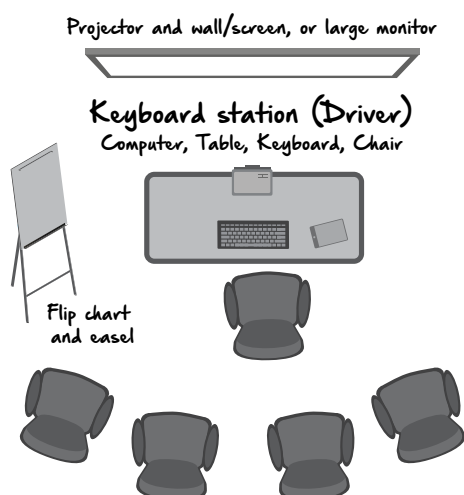 Projector and wall/screen, or large monitor
Keyboard station (Driver)
Computer, Table, Keyboard, Chair
Flip chart
and easel